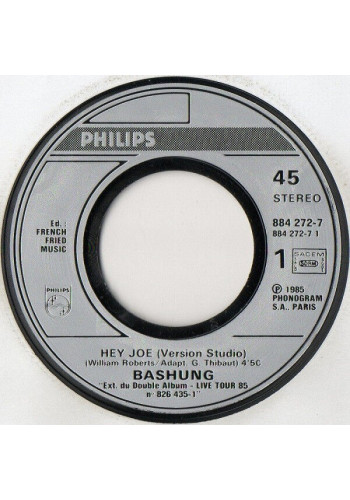 PHILIPS
45
STEREO
Ed.:
FRENCH
FRIED
MUSIC
884 272-7
884 272-7 1
1
SACEM
PHILIPS
℗ 1985
PHONOGRAM
S.A., PARIS
HEY JOE (Version Studio)
(William Roberts/Adapt. G. Thibaut) 4'50
BASHUNG
"Ext. du Double Album - LIVE TOUR 85
n° 826 435-1"